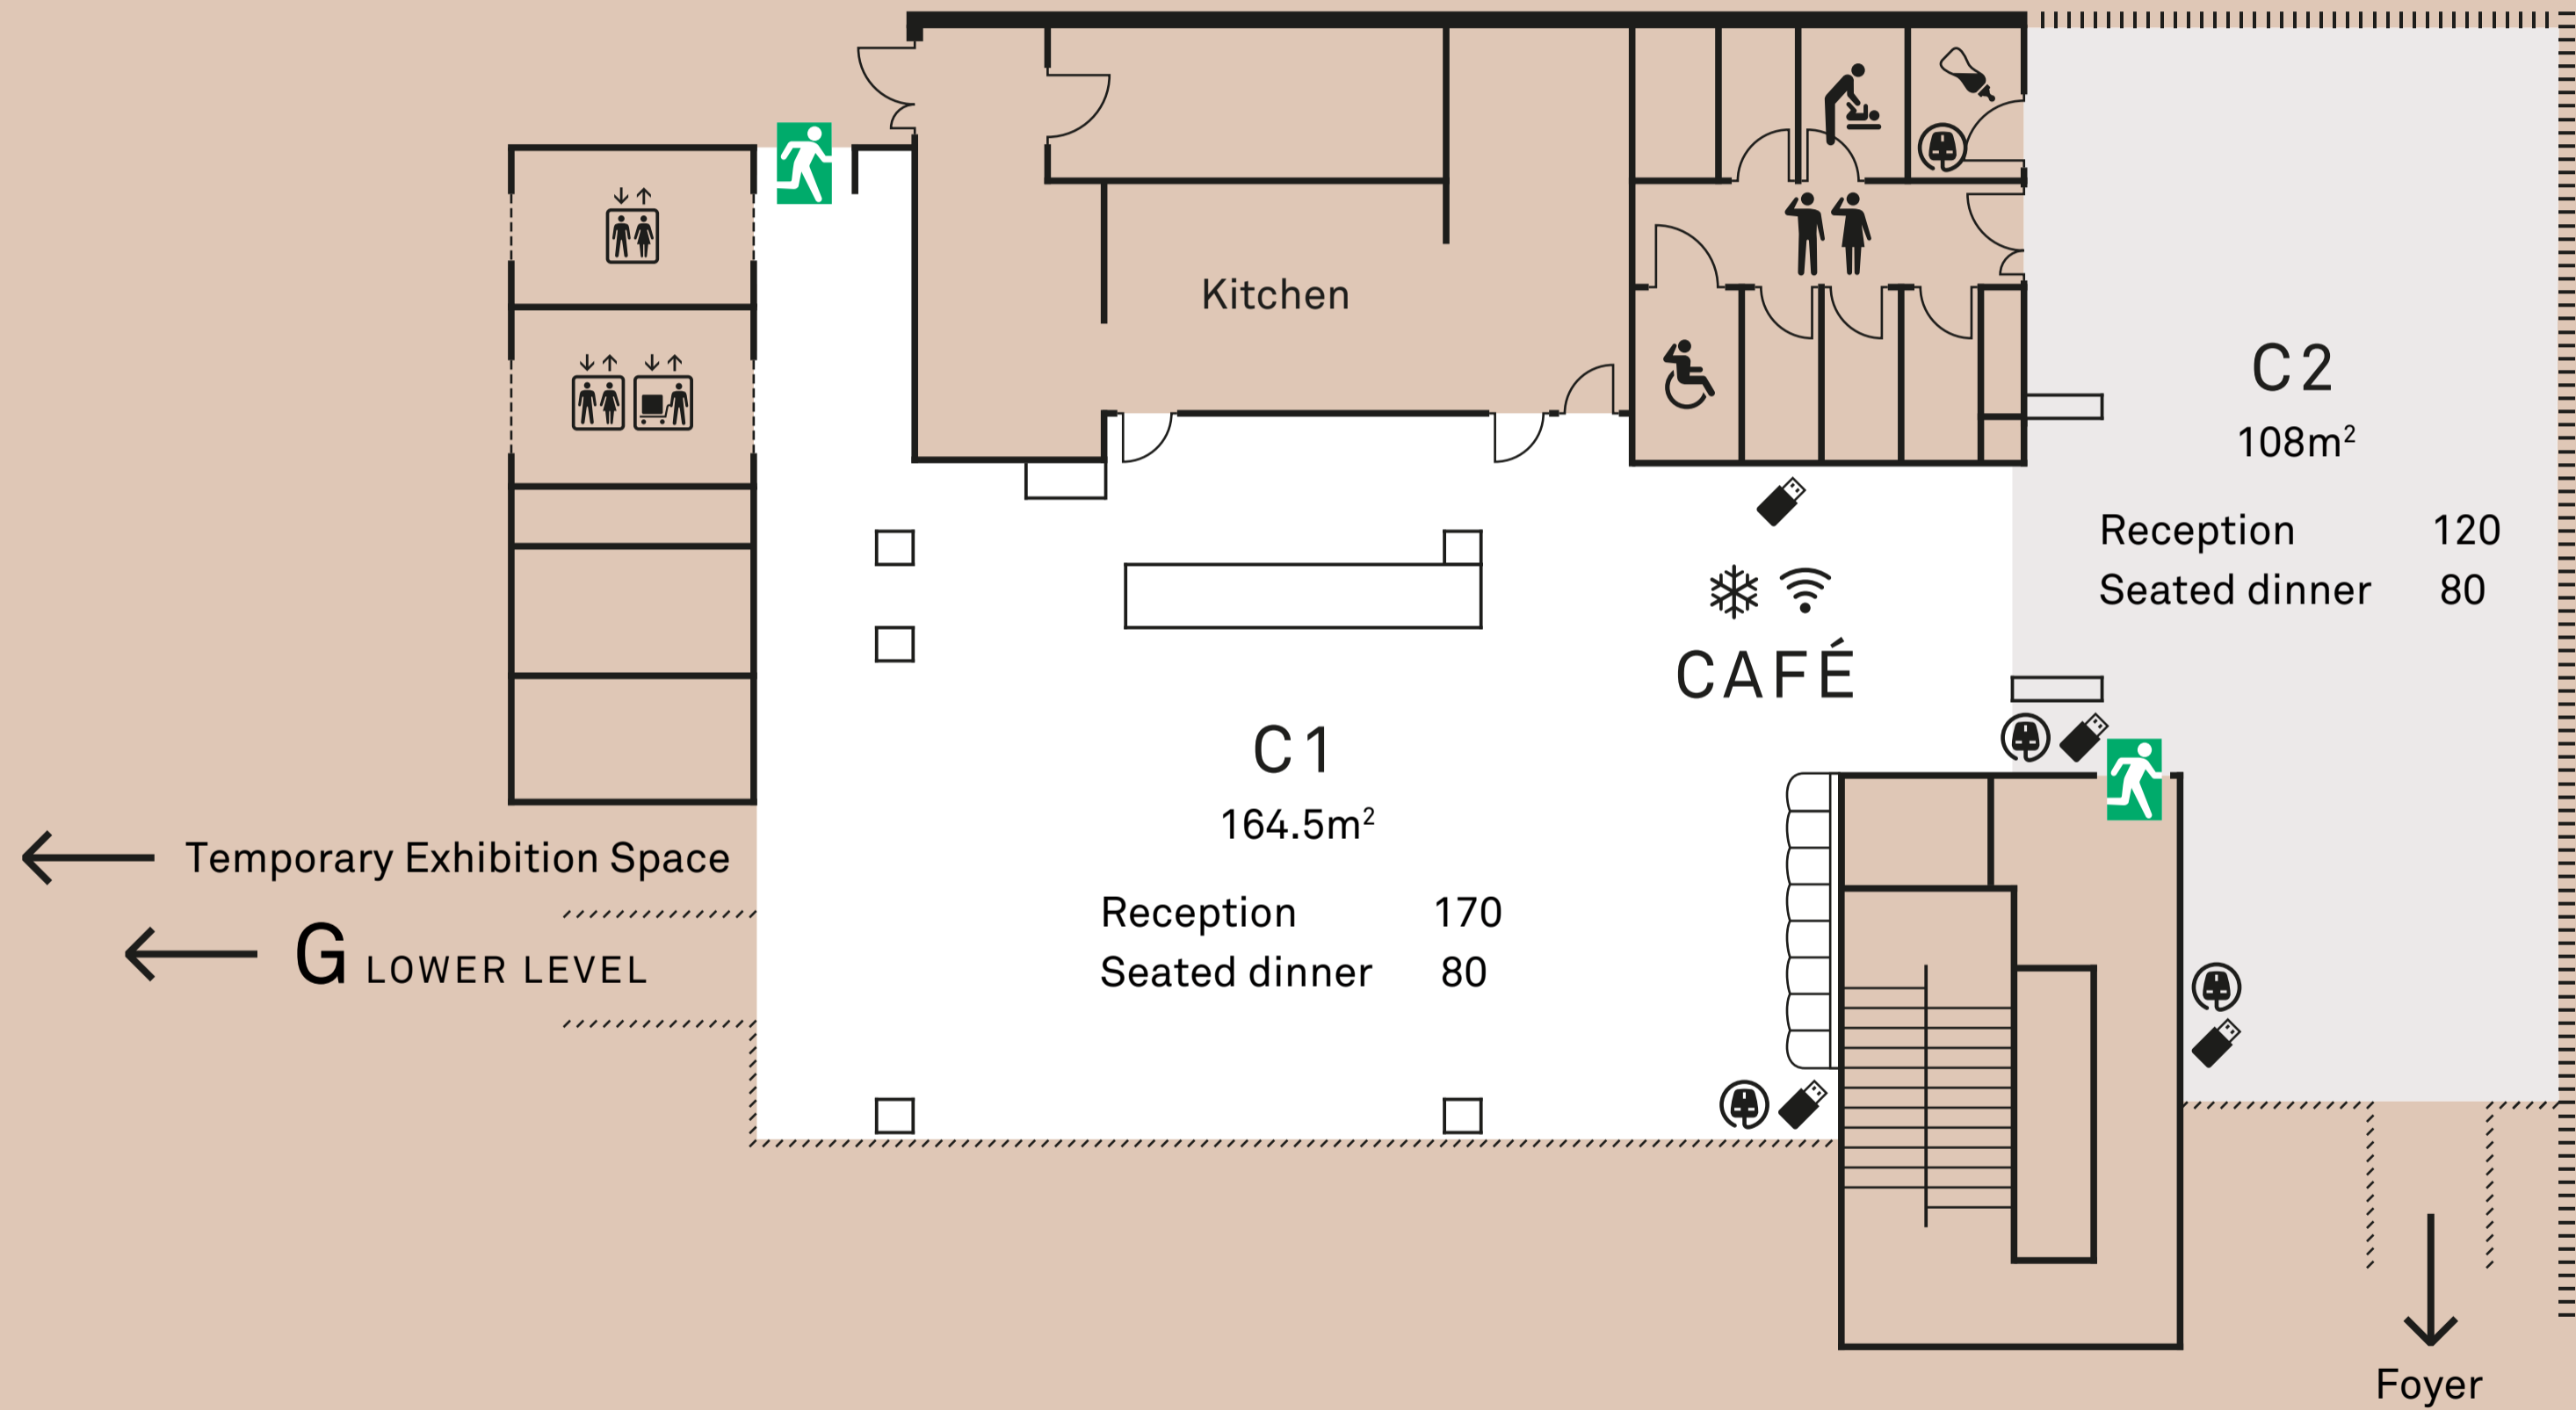 Kitchen
C2
108m²
Reception 120
Seated dinner 80
CAFÉ
C1
164.5m²
Reception 170
Seated dinner 80
Temporary Exhibition Space
G LOWER LEVEL
Foyer